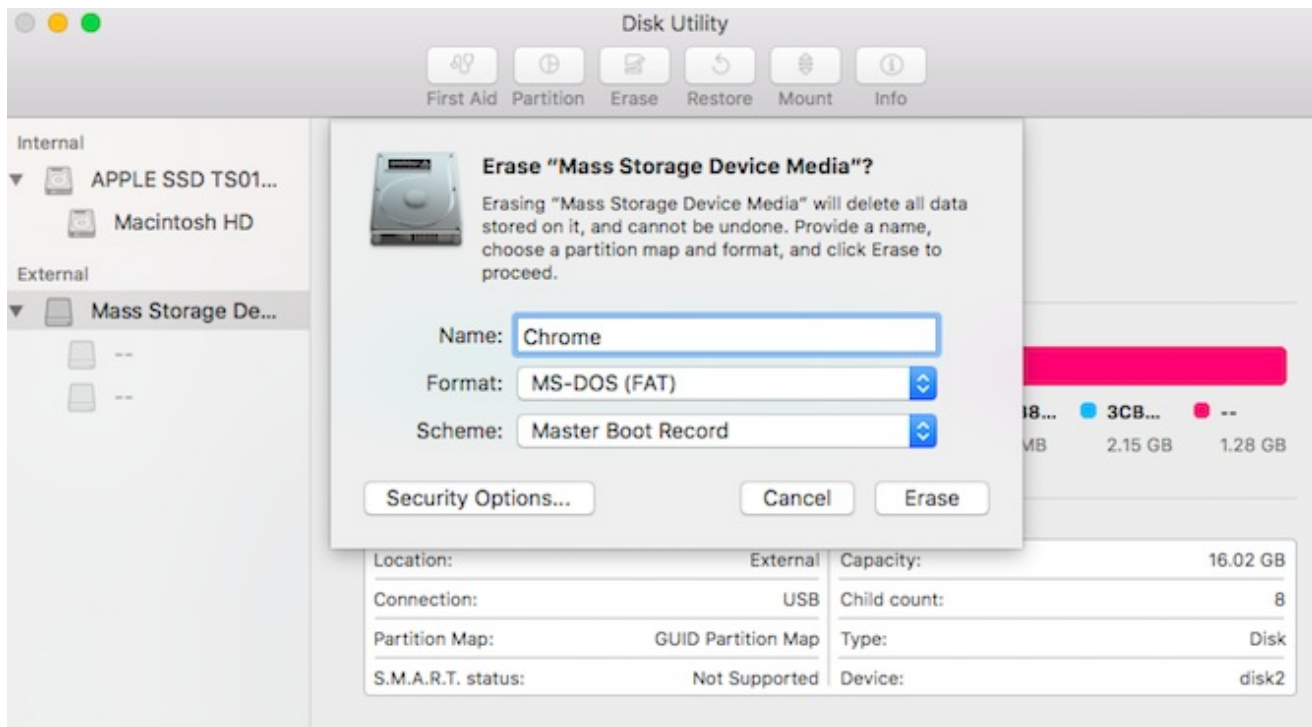 Disk Utility
First Aid Partition Erase Restore Mount Info
Internal
APPLE SSD TS01...
Macintosh HD
External
Mass Storage De...
--
--
Erase “Mass Storage Device Media”?
Erasing “Mass Storage Device Media” will delete all data
stored on it, and cannot be undone. Provide a name,
choose a partition map and format, and click Erase to
proceed.
Name: Chrome
Format: MS-DOS (FAT)
Scheme: Master Boot Record
Security Options... Cancel Erase
3CB... --
MB 2.15 GB 1.28 GB
Location: External Capacity: 16.02 GB
Connection: USB Child count: 8
Partition Map: GUID Partition Map Type: Disk
S.M.A.R.T. status: Not Supported Device: disk2